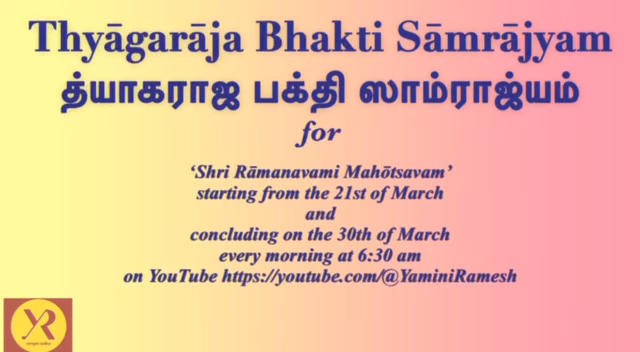 Thyāgarāja Bhakti Sāmrājyam
த்யாகராஜ பக்தி ஸாம்ராஜ்யம்
for
‘Shri Rāmanavami Mahōtsavam’
starting from the 21st of March
and
concluding on the 30th of March
every morning at 6:30 am
on YouTube https://youtube.com/@YaminiRamesh
YR